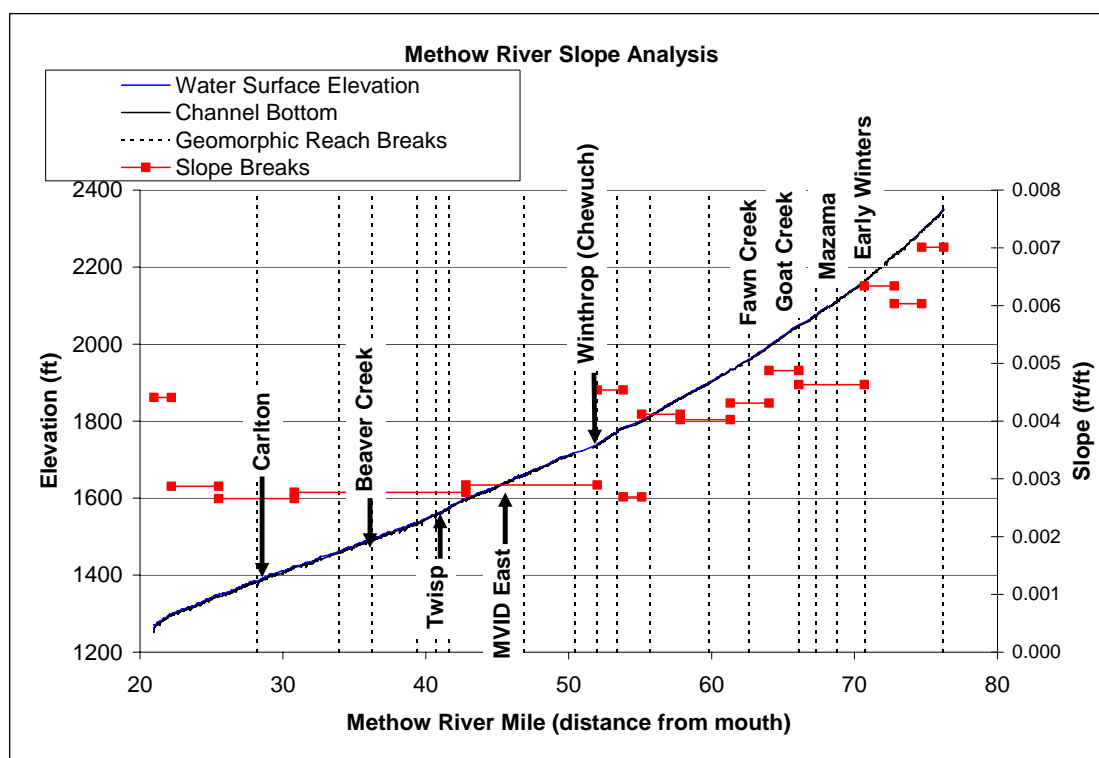 Methow River Slope Analysis
Water Surface Elevation
Channel Bottom
Geomorphic Reach Breaks
Slope Breaks
2400
2200
2000
1800
1600
1400
1200
Elevation (ft)
0.008
0.007
0.006
0.005
0.004
0.003
0.002
0.001
0.000
Slope (ft/ft)
Carlton
Beaver Creek
Twisp
MVID East
Winthrop (Chewuch)
Fawn Creek
Goat Creek
Mazama
Early Winters
20 30 40 50 60 70 80
Methow River Mile (distance from mouth)